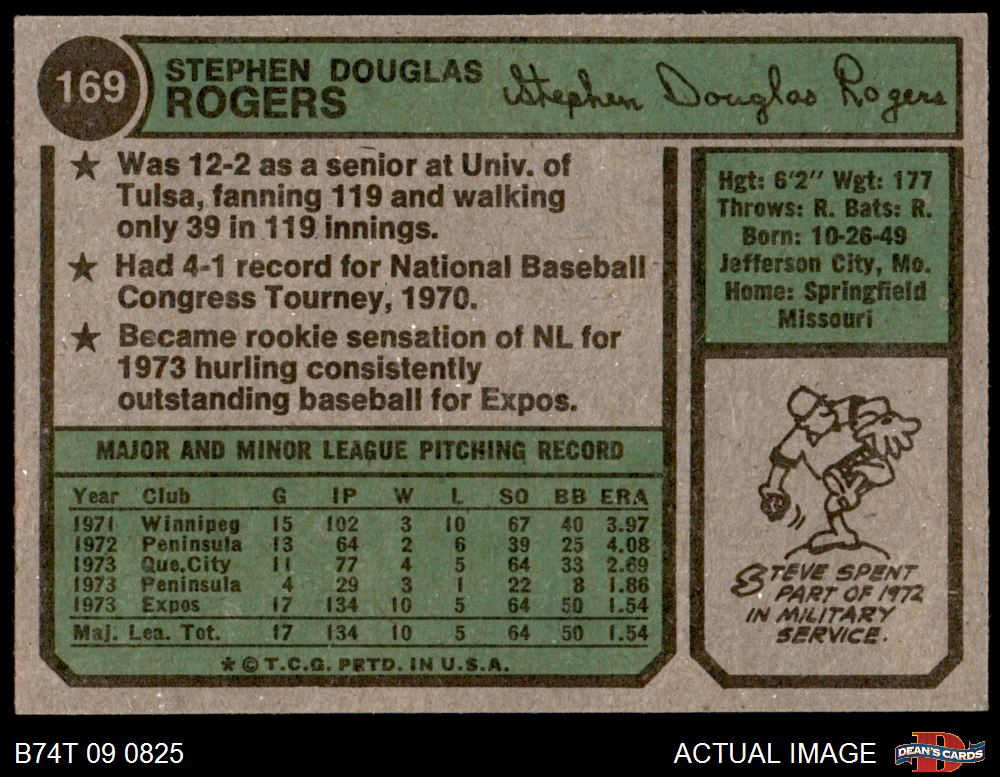 169
STEPHEN DOUGLAS
ROGERS
Stephen Douglas Rogers
★ Was 12-2 as a senior at Univ. of
Tulsa, fanning 119 and walking
only 39 in 119 innings.
★ Had 4-1 record for National Baseball
Congress Tourney, 1970.
★ Became rookie sensation of NL for
1973 hurling consistently
outstanding baseball for Expos.
MAJOR AND MINOR LEAGUE PITCHING RECORD
Year Club G IP W L SO BB ERA
1971 Winnipeg 15 102 3 10 67 40 3.97
1972 Peninsula 13 64 2 6 39 25 4.08
1973 Que.City 11 77 4 5 64 33 2.69
1973 Peninsula 4 29 3 1 22 8 1.86
1973 Expos 17 134 10 5 64 50 1.54
Maj. Lea. Tot. 17 134 10 5 64 50 1.54
★ © T.C.G. PRTD. IN U.S.A.
Hgt: 6'2" Wgt: 177
Throws: R. Bats: R.
Born: 10-26-49
Jefferson City, Mo.
Home: Springfield
Missouri
STEVE SPENT
PART OF 1972
IN MILITARY
SERVICE.
B74T 09 0825
ACTUAL IMAGE
D
DEAN'S CARDS